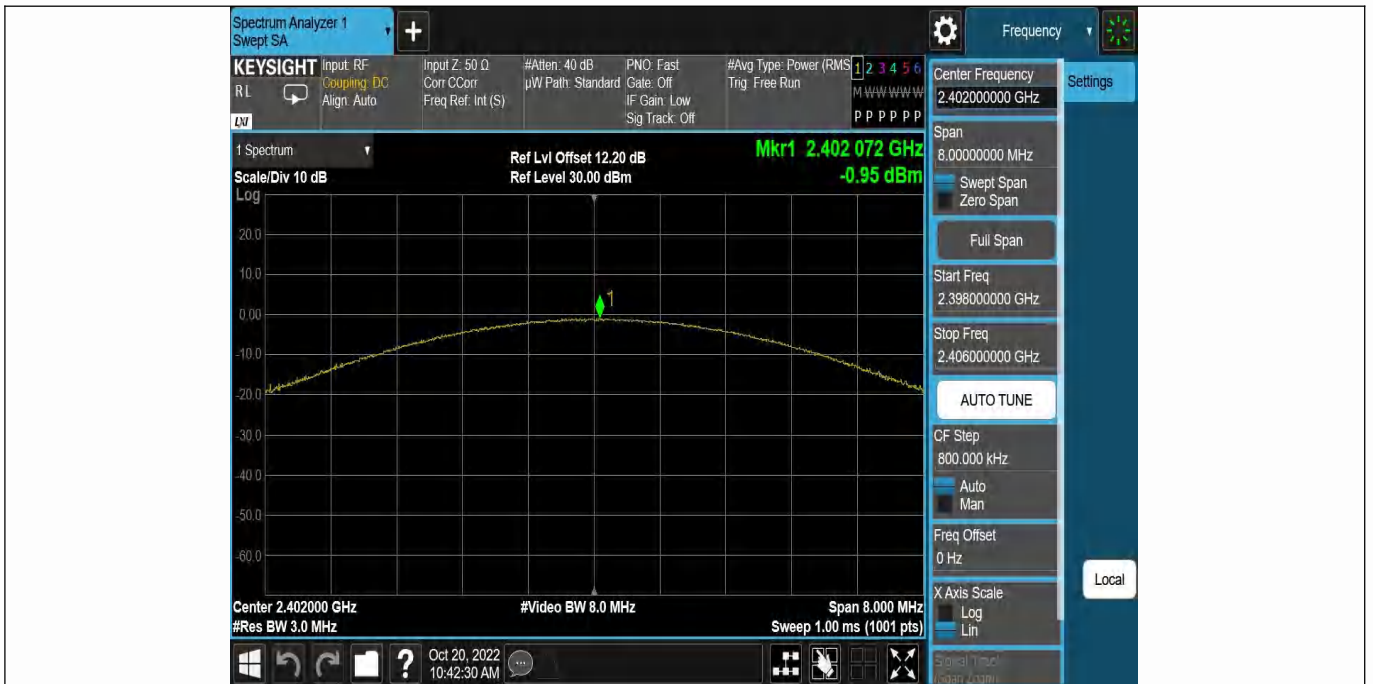 Spectrum Analyzer 1
Swept SA
+
Frequency
KEYSIGHT
RL
LXI
Input: RF
Coupling: DC
Align: Auto
Input Z: 50 Ω
Corr CCorr
Freq Ref: Int (S)
#Atten: 40 dB
µW Path: Standard
PNO: Fast
Gate: Off
IF Gain: Low
Sig Track: Off
#Avg Type: Power (RMS
Trig: Free Run
1 2 3 4 5 6
M W W W W W
P P P P P P
1 Spectrum
Scale/Div 10 dB
Log
Ref Lvl Offset 12.20 dB
Ref Level 30.00 dBm
Mkr1 2.402 072 GHz
-0.95 dBm
20.0
10.0
0.00
-10.0
-20.0
-30.0
-40.0
-50.0
-60.0
1
Center 2.402000 GHz
#Res BW 3.0 MHz
#Video BW 8.0 MHz
Span 8.000 MHz
Sweep 1.00 ms (1001 pts)
Center Frequency
2.402000000 GHz
Settings
Span
8.00000000 MHz
Swept Span
Zero Span
Full Span
Start Freq
2.398000000 GHz
Stop Freq
2.406000000 GHz
AUTO TUNE
CF Step
800.000 kHz
Auto
Man
Freq Offset
0 Hz
X Axis Scale
Log
Lin
Signal Track
(Span Zoom)
Local
?
Oct 20, 2022
10:42:30 AM